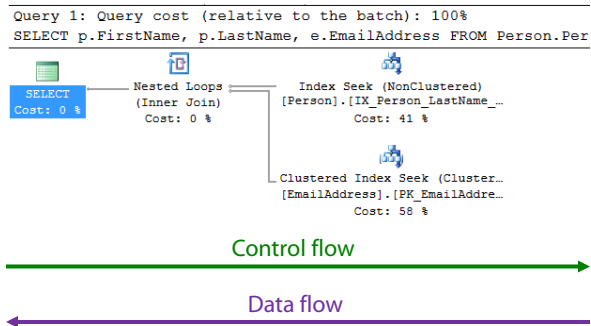 Query 1: Query cost (relative to the batch): 100%
SELECT p.FirstName, p.LastName, e.EmailAddress FROM Person.Per
SELECT
Cost: 0 %
Nested Loops
(Inner Join)
Cost: 0 %
Index Seek (NonClustered)
[Person].[IX_Person_LastName_…
Cost: 41 %
Clustered Index Seek (Cluster…
[EmailAddress].[PK_EmailAddre…
Cost: 58 %
Control flow
Data flow